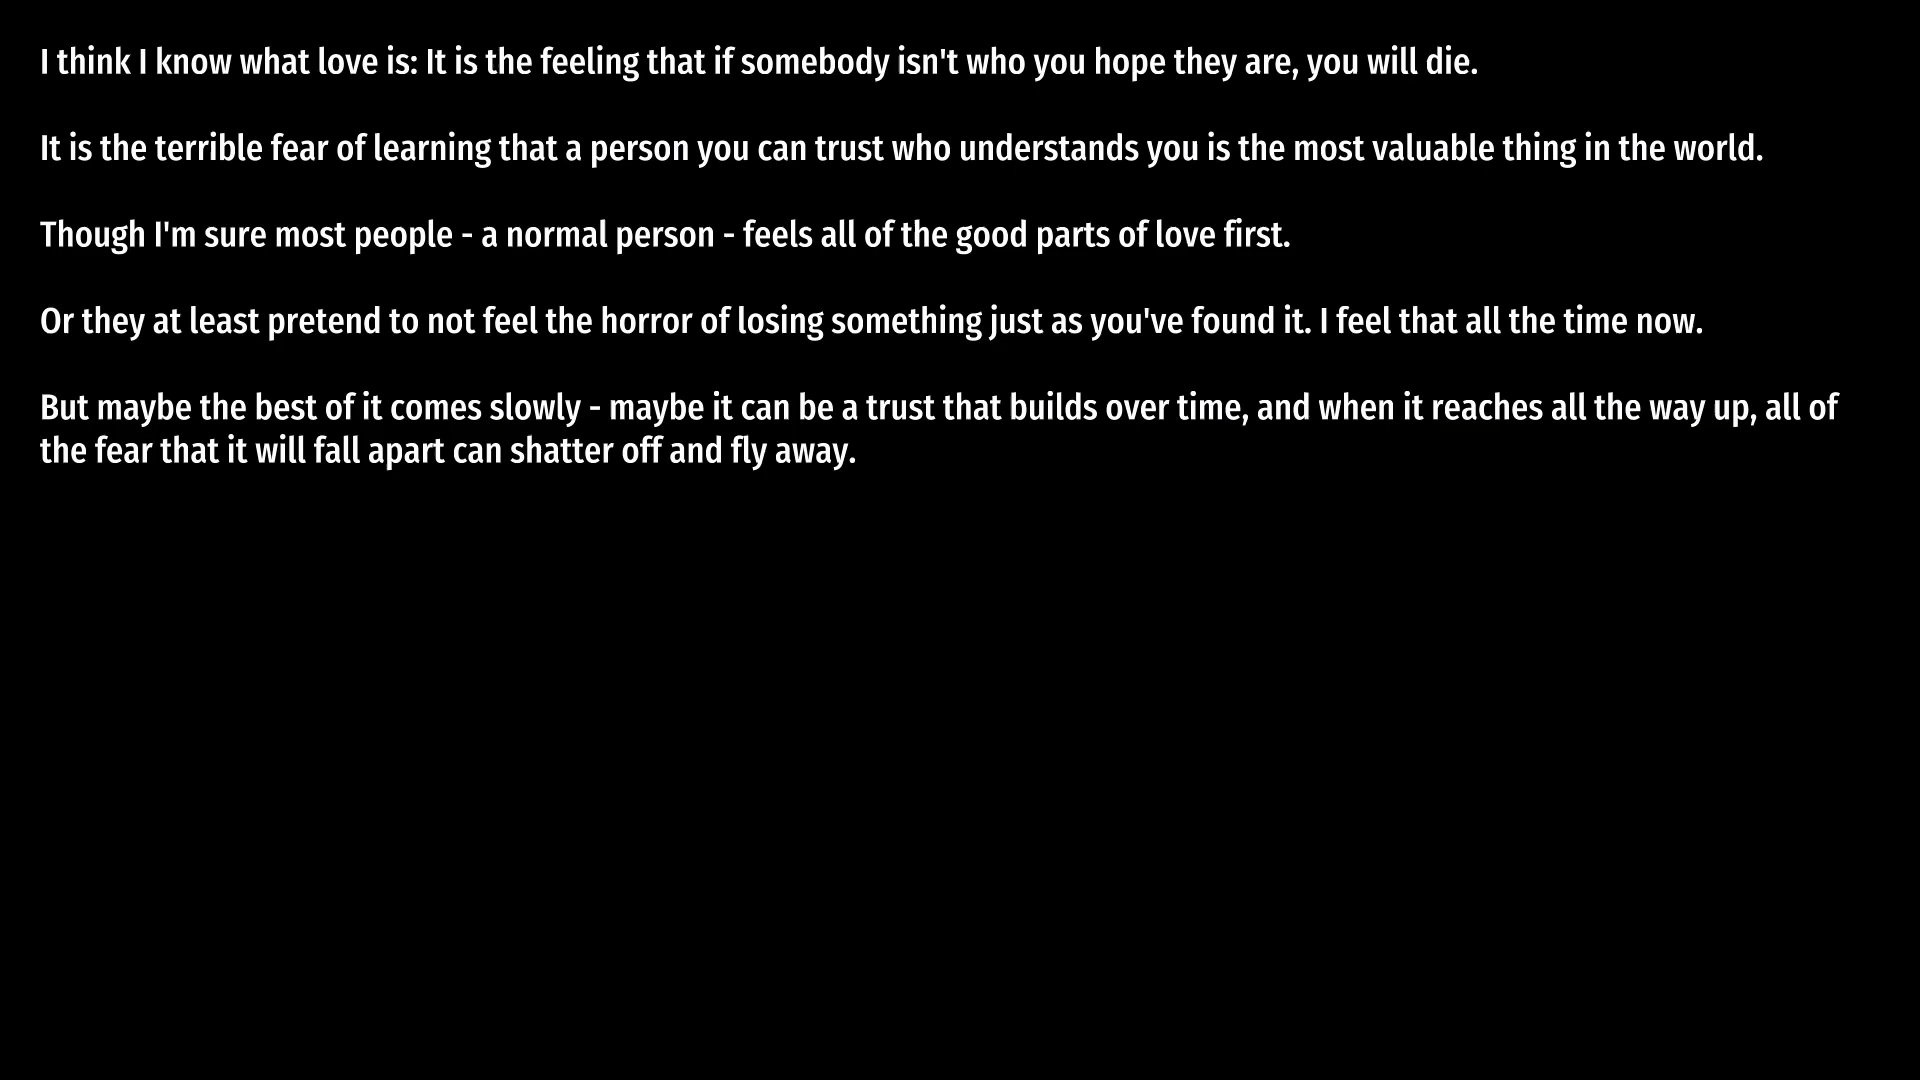 I think I know what love is: It is the feeling that if somebody isn't who you hope they are, you will die.
It is the terrible fear of learning that a person you can trust who understands you is the most valuable thing in the world.
Though I'm sure most people - a normal person - feels all of the good parts of love first.
Or they at least pretend to not feel the horror of losing something just as you've found it. I feel that all the time now.
But maybe the best of it comes slowly - maybe it can be a trust that builds over time, and when it reaches all the way up, all of
the fear that it will fall apart can shatter off and fly away.